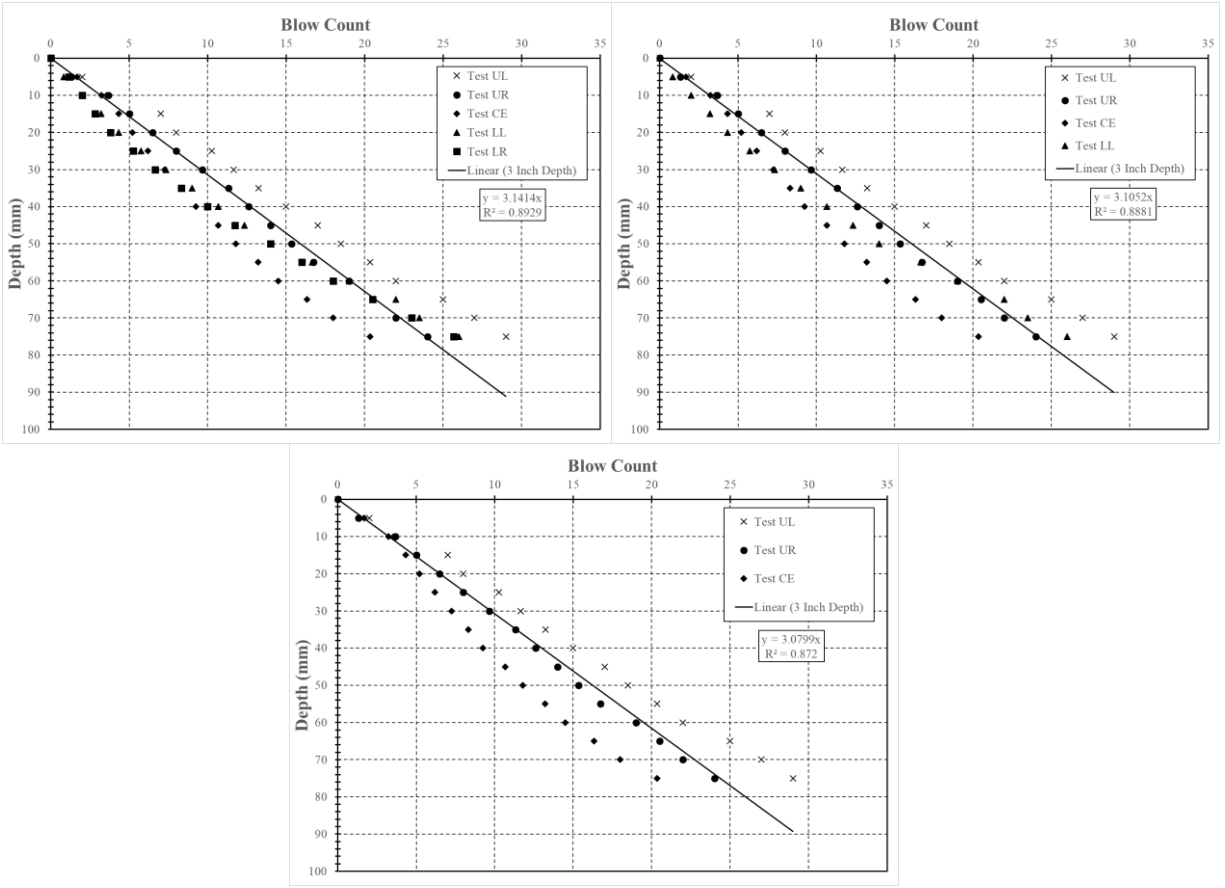 Blow Count
0 5 10 15 20 25 30 35
0
10
20
30
40
50
60
70
80
90
100
Depth (mm)
Test UL
Test UR
Test CE
Test LL
Test LR
Linear (3 Inch Depth)
y = 3.1414x
R² = 0.8929
Blow Count
0 5 10 15 20 25 30 35
0
10
20
30
40
50
60
70
80
90
100
Depth (mm)
Test UL
Test UR
Test CE
Test LL
Linear (3 Inch Depth)
y = 3.1052x
R² = 0.8881
Blow Count
0 5 10 15 20 25 30 35
0
10
20
30
40
50
60
70
80
90
100
Depth (mm)
Test UL
Test UR
Test CE
Linear (3 Inch Depth)
y = 3.0799x
R² = 0.872